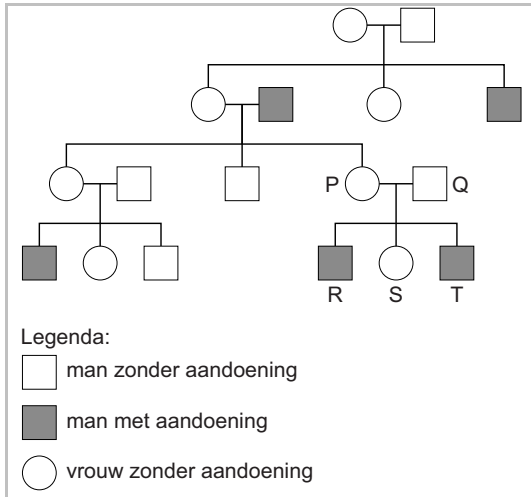 P
Q
R S T
Legenda:
man zonder aandoening
man met aandoening
vrouw zonder aandoening